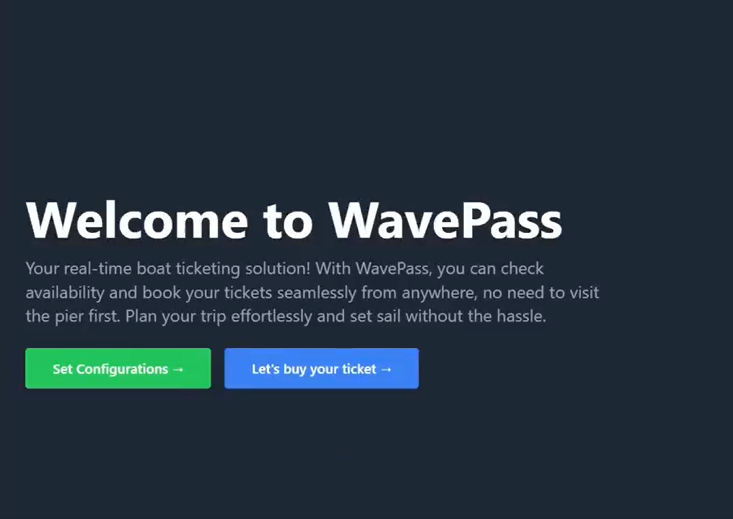 Welcome to WavePass
Your real-time boat ticketing solution! With WavePass, you can check
availability and book your tickets seamlessly from anywhere, no need to visit
the pier first. Plan your trip effortlessly and set sail without the hassle.
Set Configurations →
Let's buy your ticket →